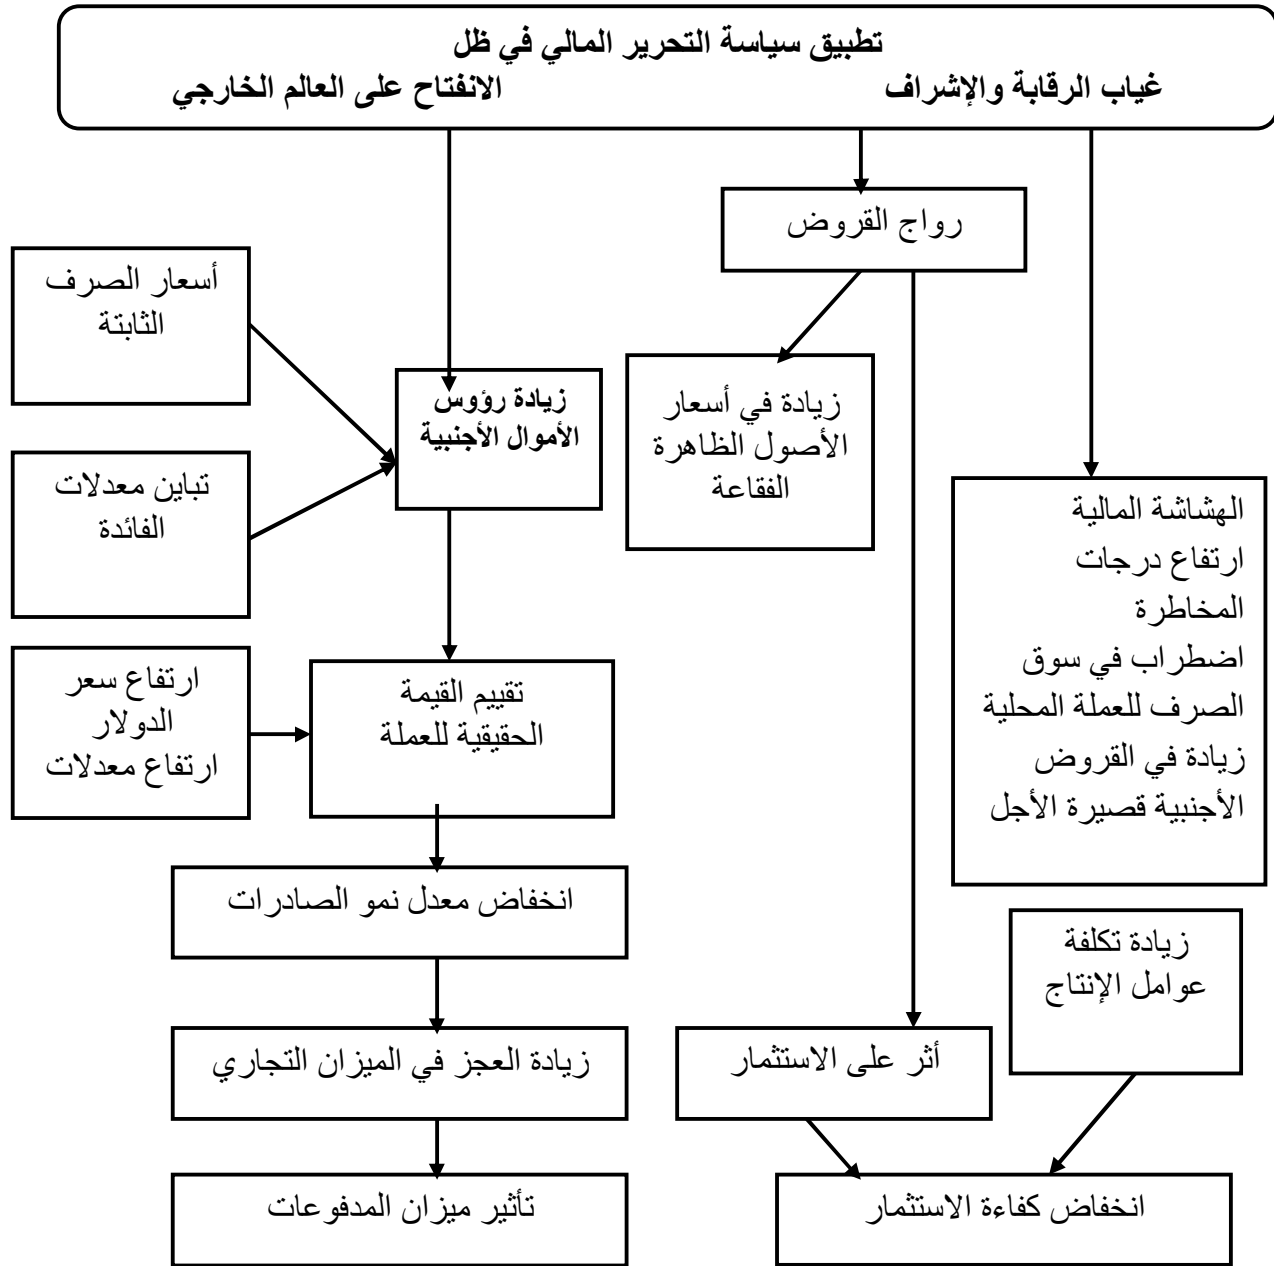 تطبيق سياسة التحرير المالي في ظل
غياب الرقابة والإشراف الانفتاح على العالم الخارجي
رواج القروض
أسعار الصرف
الثابتة
زيادة رؤوس
الأموال الأجنبية
زيادة في أسعار
الأصول الظاهرة
الفقاعة
تباين معدلات
الفائدة
الهشاشة المالية
ارتفاع درجات
المخاطرة
اضطراب في سوق
الصرف للعملة المحلية
زيادة في القروض
الأجنبية قصيرة الأجل
ارتفاع سعر
الدولار
ارتفاع معدلات
تقييم القيمة
الحقيقية للعملة
انخفاض معدل نمو الصادرات
زيادة تكلفة
عوامل الإنتاج
زيادة العجز في الميزان التجاري
أثر على الاستثمار
تأثير ميزان المدفوعات
انخفاض كفاءة الاستثمار